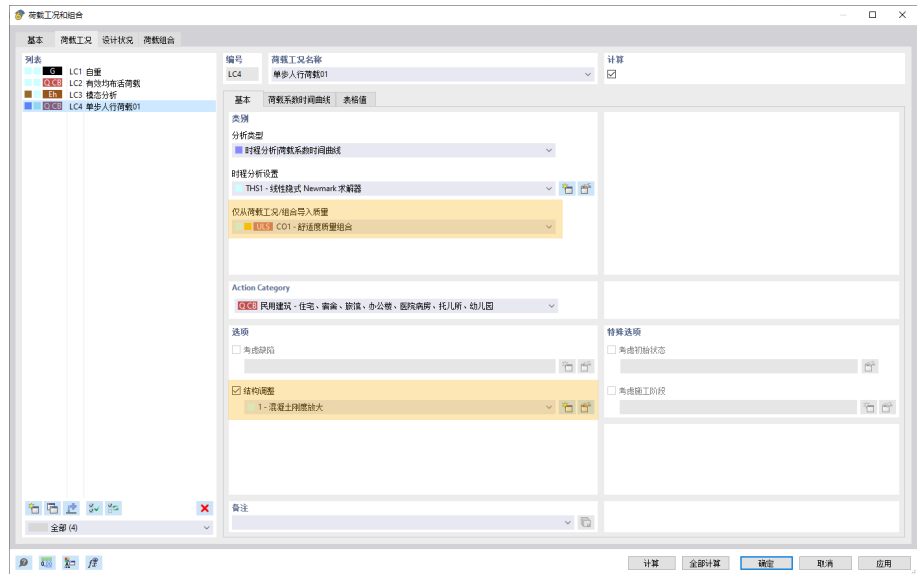 荷载工况和组合
基本 荷载工况 设计状况 荷载组合
列表
G LC1 自重
Q CB LC2 有效均布活荷载
Eh LC3 模态分析
Q CB LC4 单步人行荷载01
编号 荷载工况名称
LC4 单步人行荷载01
计算
基本 荷载系数时间曲线 表格值
类别
分析类型
时程分析|荷载系数时间曲线
时程分析设置
THS1 - 线性隐式 Newmark 求解器
仅从荷载工况/组合导入质量
ULS CO1 - 舒适度质量组合
Action Category
Q CB 民用建筑 - 住宅、宿舍、旅馆、办公楼、医院病房、托儿所、幼儿园
选项
考虑缺陷
结构调整
1 - 混凝土刚度放大
特殊选项
考虑初始状态
考虑施工阶段
备注
全部 (4)
0,00
计算 全部计算 确定 取消 应用